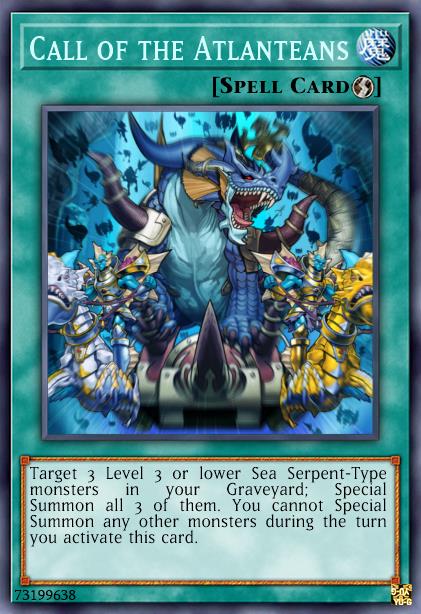 CALL OF THE ATLANTEANS
魔
[SPELL CARD]
Target 3 Level 3 or lower Sea Serpent-Type
monsters in your Graveyard; Special
Summon all 3 of them. You cannot Special
Summon any other monsters during the turn
you activate this card.
73199638